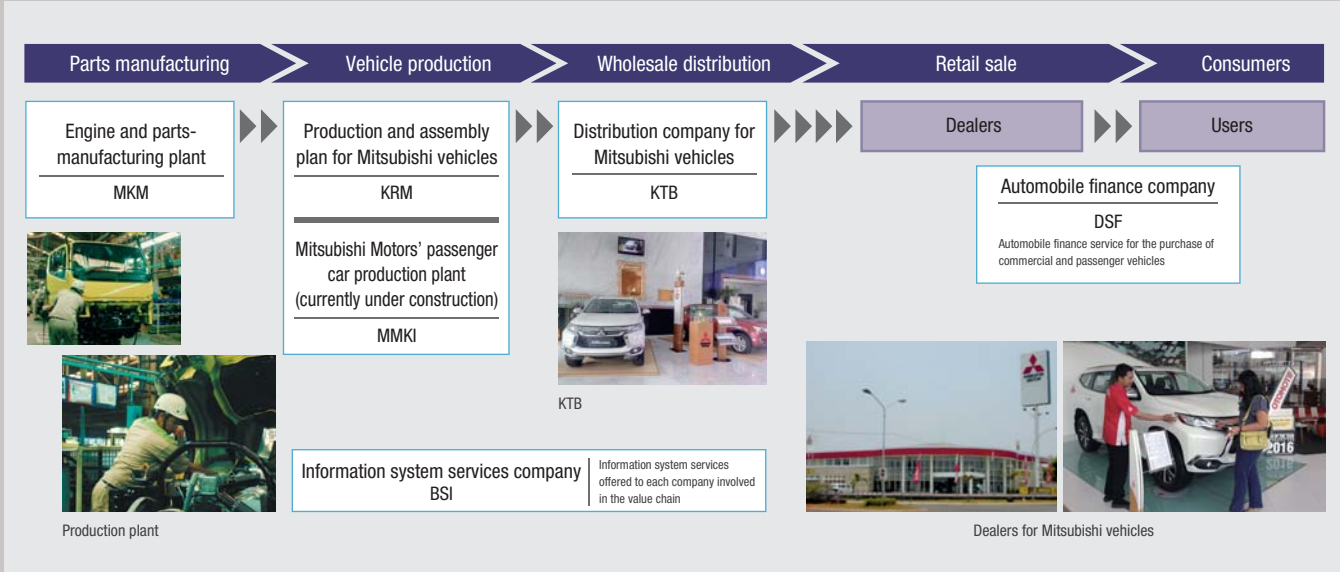 Parts manufacturing
Vehicle production
Wholesale distribution
Retail sale
Consumers
Engine and parts-
manufacturing plant
MKM
Production and assembly
plan for Mitsubishi vehicles
KRM
Mitsubishi Motors’ passenger
car production plant
(currently under construction)
MMKI
Distribution company for
Mitsubishi vehicles
KTB
Dealers
Users
Automobile finance company
DSF
Automobile finance service for the purchase of
commercial and passenger vehicles
KTB
Information system services company
BSI
Information system services
offered to each company involved
in the value chain
Production plant
OTOMOTIF
2016
Dealers for Mitsubishi vehicles